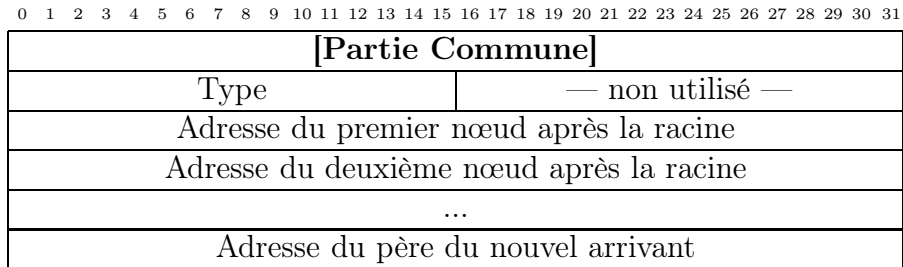 0 1 2 3 4 5 6 7 8 9 10 11 12 13 14 15 16 17 18 19 20 21 22 23 24 25 26 27 28 29 30 31
[Partie Commune]
Type — non utilisé —
Adresse du premier nœud après la racine
Adresse du deuxième nœud après la racine
...
Adresse du père du nouvel arrivant